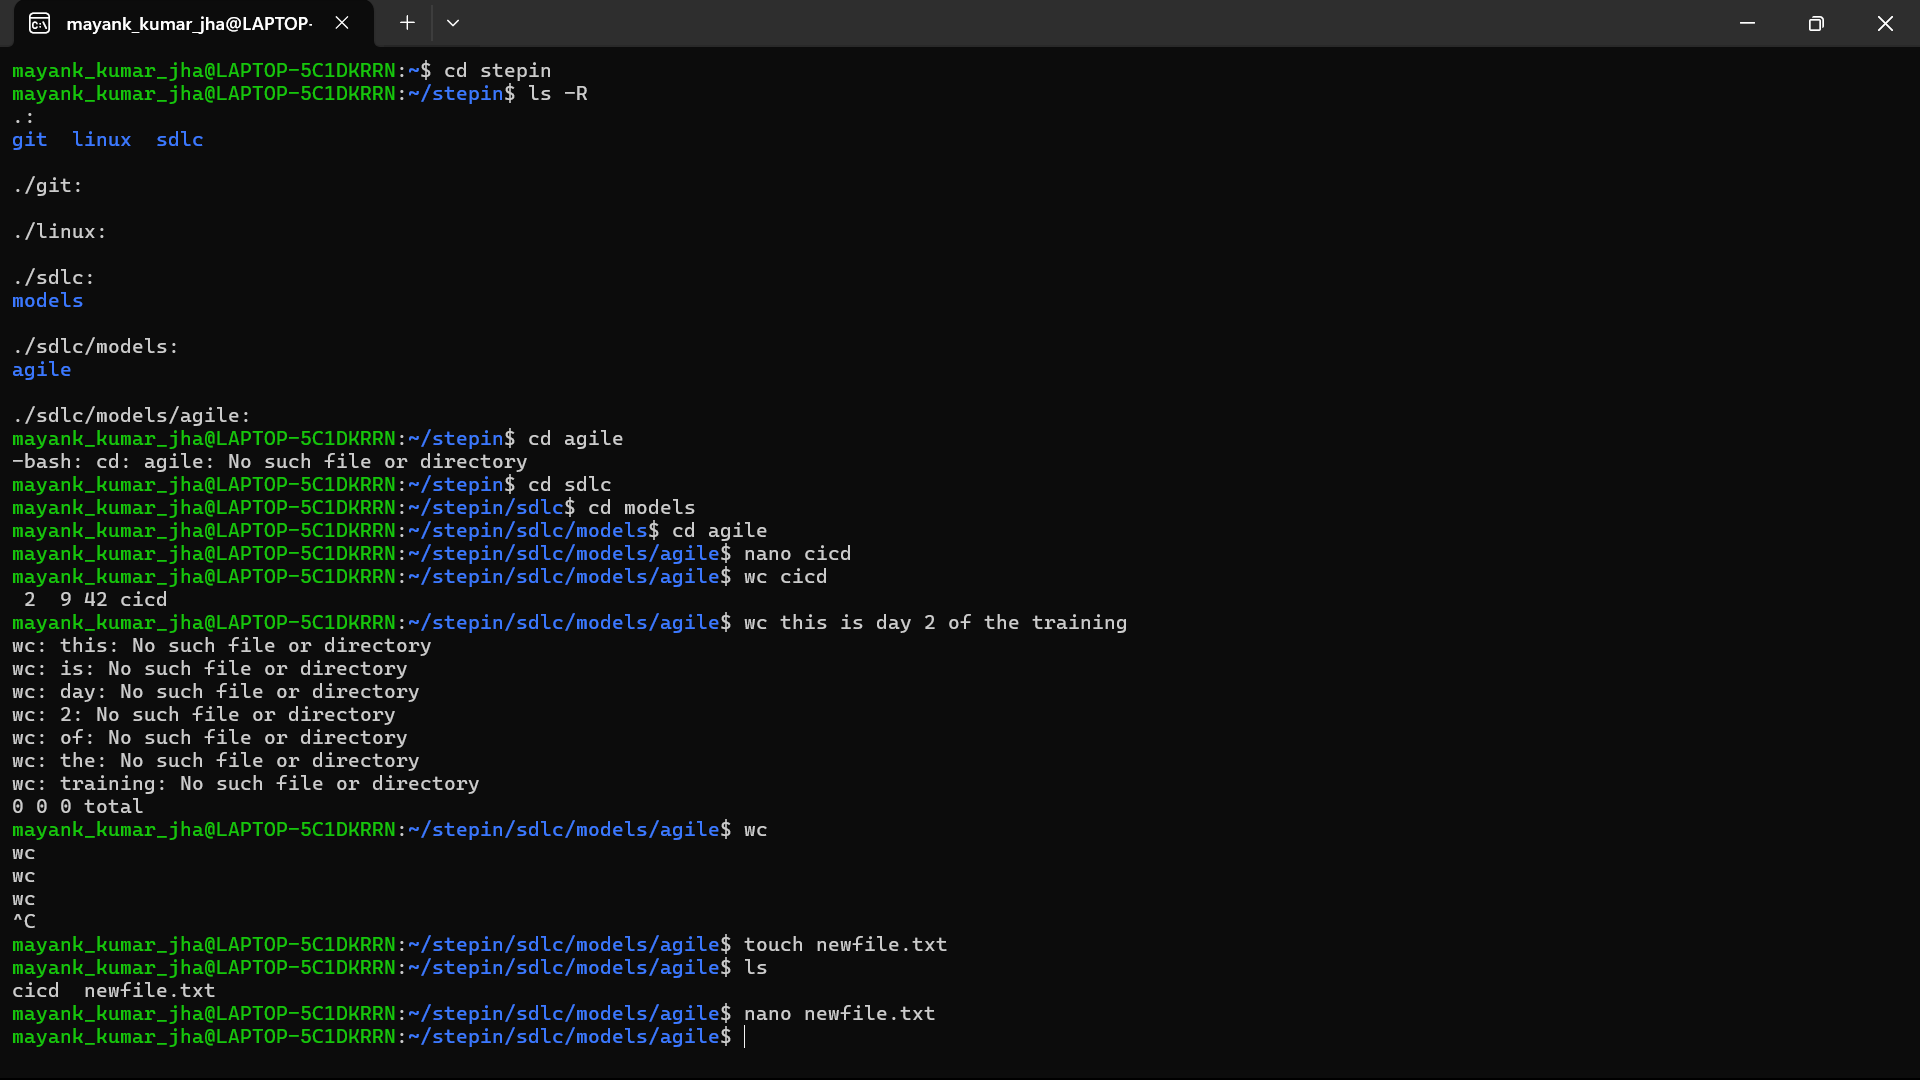 mayank_kumar_jha@LAPTOP-
mayank_kumar_jha@LAPTOP-5C1DKRRN:~$ cd stepin
mayank_kumar_jha@LAPTOP-5C1DKRRN:~/stepin$ ls -R
.:
git  linux  sdlc
./git:
./linux:
./sdlc:
models
./sdlc/models:
agile
./sdlc/models/agile:
mayank_kumar_jha@LAPTOP-5C1DKRRN:~/stepin$ cd agile
-bash: cd: agile: No such file or directory
mayank_kumar_jha@LAPTOP-5C1DKRRN:~/stepin$ cd sdlc
mayank_kumar_jha@LAPTOP-5C1DKRRN:~/stepin/sdlc$ cd models
mayank_kumar_jha@LAPTOP-5C1DKRRN:~/stepin/sdlc/models$ cd agile
mayank_kumar_jha@LAPTOP-5C1DKRRN:~/stepin/sdlc/models/agile$ nano cicd
mayank_kumar_jha@LAPTOP-5C1DKRRN:~/stepin/sdlc/models/agile$ wc cicd
 2  9 42 cicd
mayank_kumar_jha@LAPTOP-5C1DKRRN:~/stepin/sdlc/models/agile$ wc this is day 2 of the training
wc: this: No such file or directory
wc: is: No such file or directory
wc: day: No such file or directory
wc: 2: No such file or directory
wc: of: No such file or directory
wc: the: No such file or directory
wc: training: No such file or directory
0 0 0 total
mayank_kumar_jha@LAPTOP-5C1DKRRN:~/stepin/sdlc/models/agile$ wc
wc
wc
wc
^C
mayank_kumar_jha@LAPTOP-5C1DKRRN:~/stepin/sdlc/models/agile$ touch newfile.txt
mayank_kumar_jha@LAPTOP-5C1DKRRN:~/stepin/sdlc/models/agile$ ls
cicd  newfile.txt
mayank_kumar_jha@LAPTOP-5C1DKRRN:~/stepin/sdlc/models/agile$ nano newfile.txt
mayank_kumar_jha@LAPTOP-5C1DKRRN:~/stepin/sdlc/models/agile$